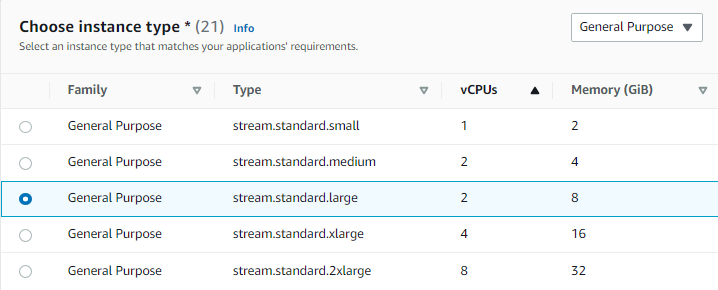 Choose instance type * (21) Info
General Purpose
Select an instance type that matches your applications' requirements.
Family Type vCPUs Memory (GiB)
General Purpose stream.standard.small 1 2
General Purpose stream.standard.medium 2 4
General Purpose stream.standard.large 2 8
General Purpose stream.standard.xlarge 4 16
General Purpose stream.standard.2xlarge 8 32